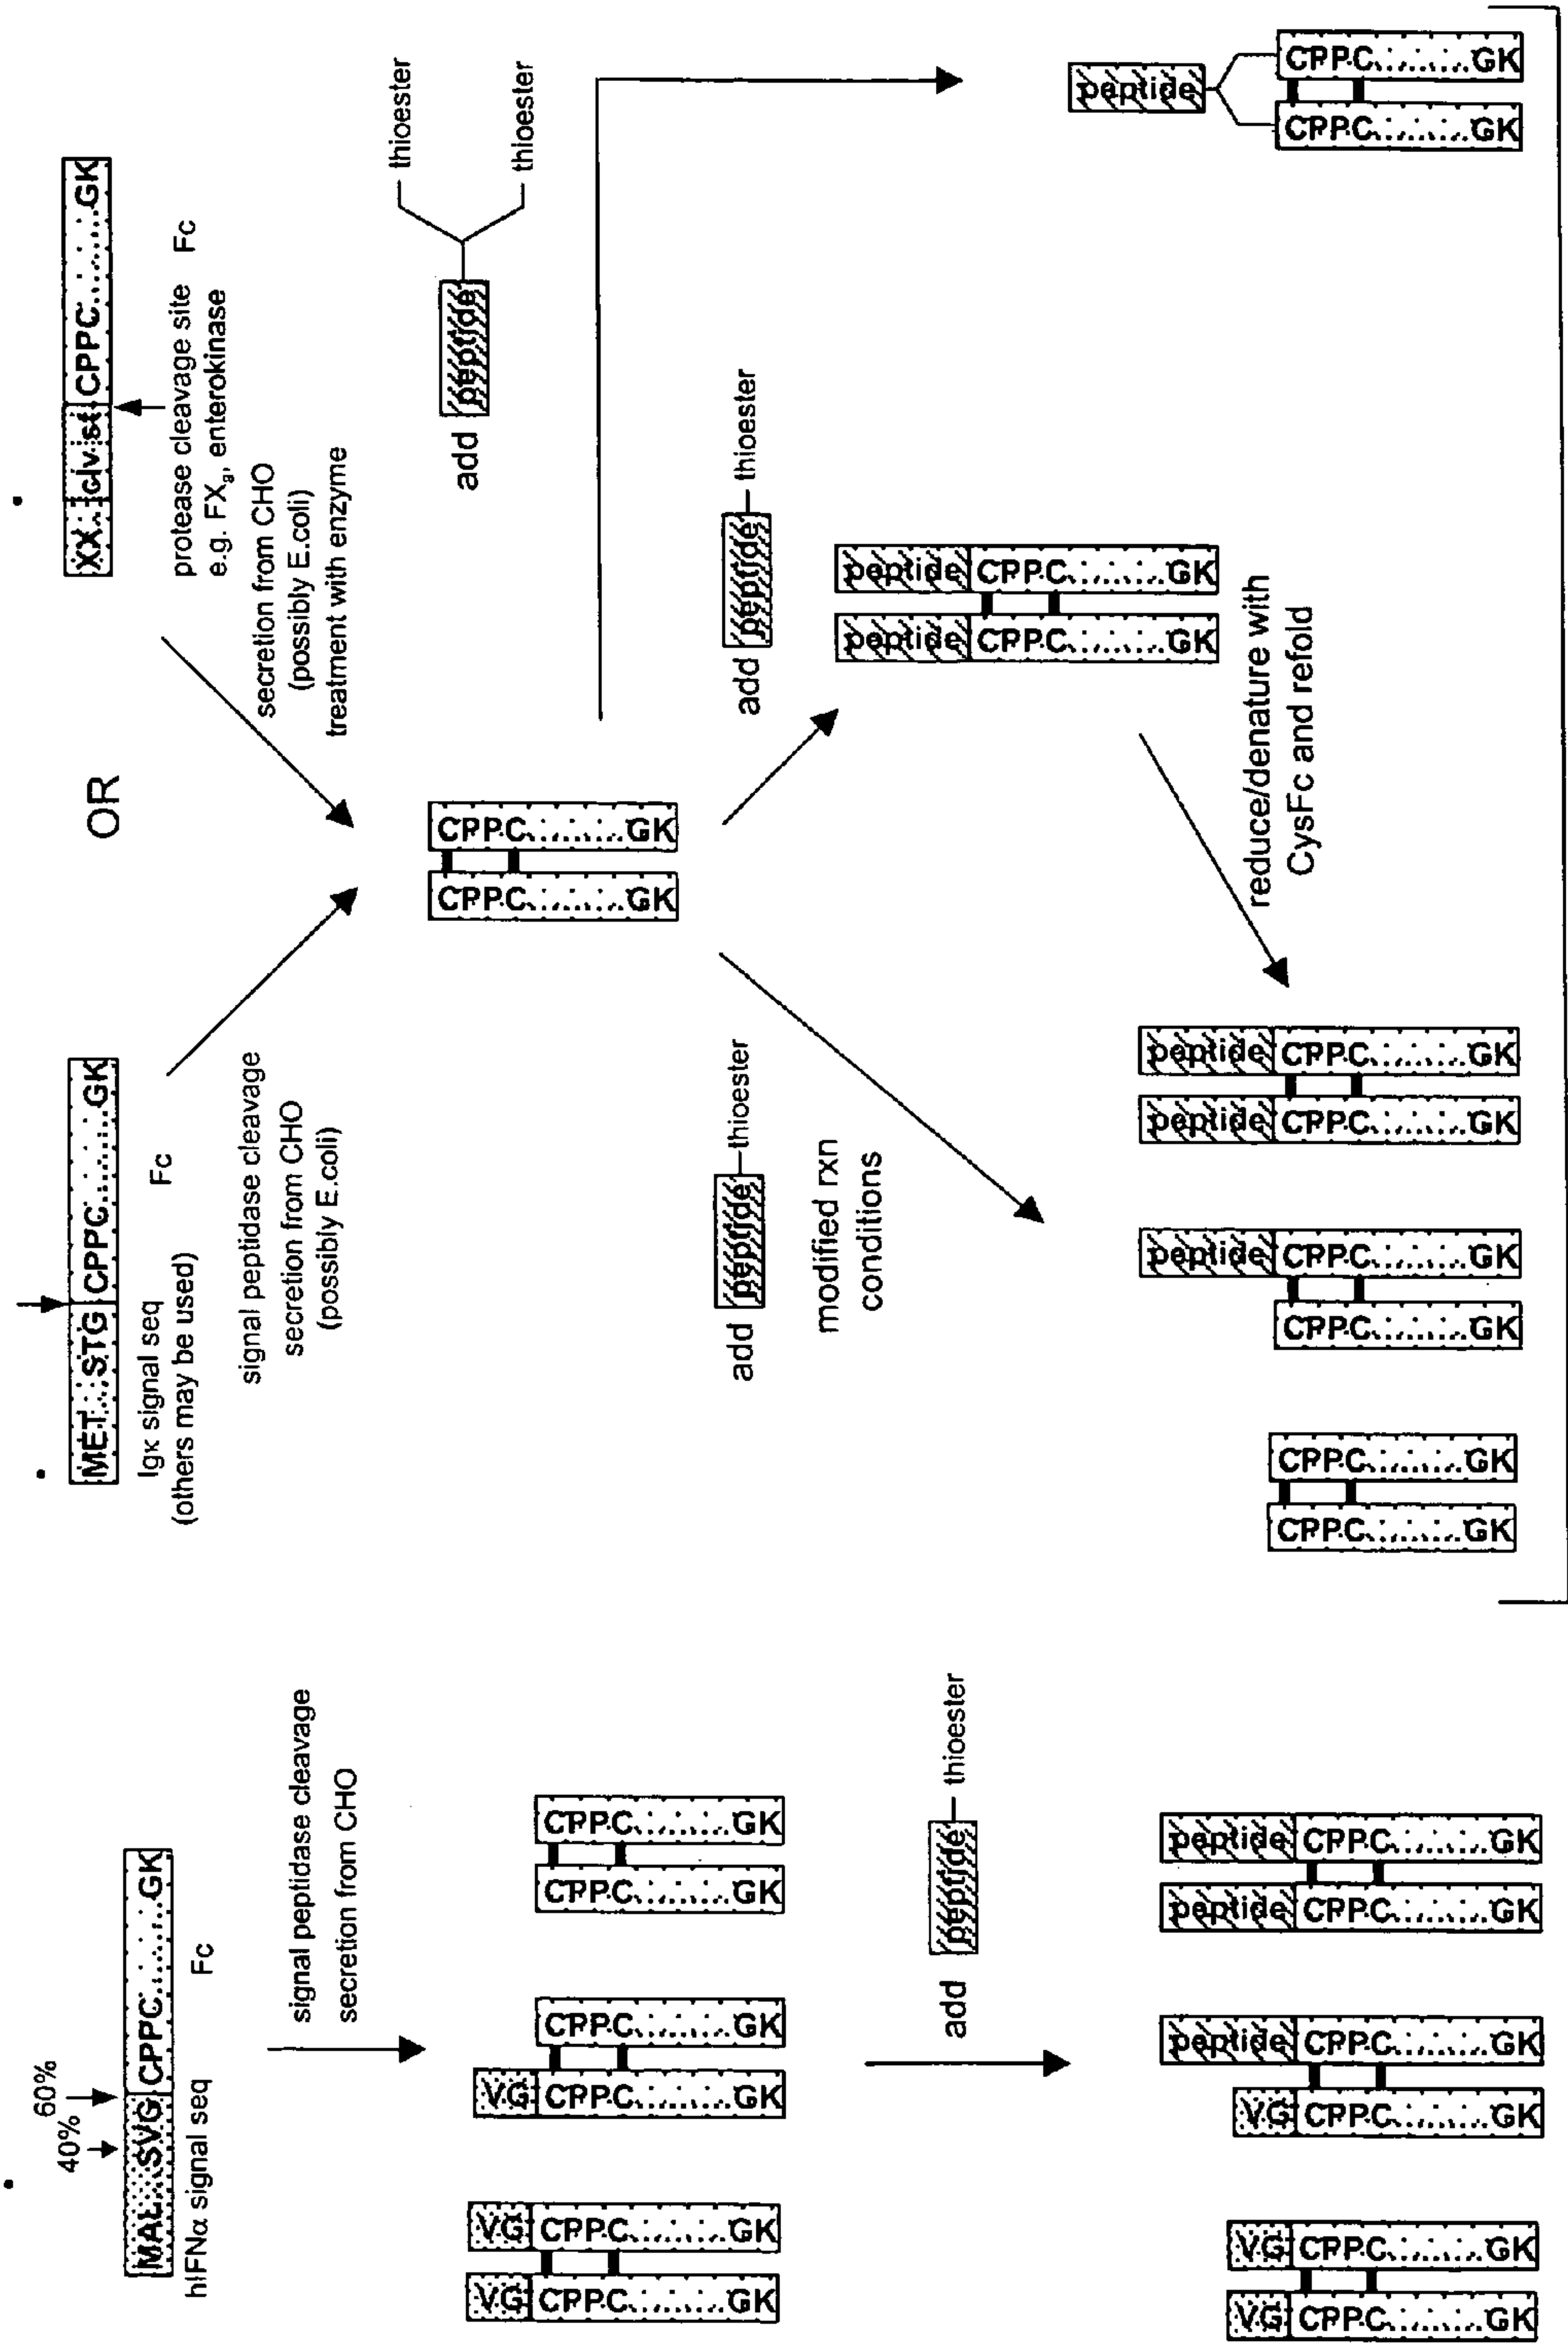 40%
60%
MAL...SVG CPPC.......GK
hIFNα signal seq
Fc
signal peptidase cleavage
secretion from CHO
VG CPPC.......GK
VG CPPC.......GK
VG CPPC.......GK
CPPC.......GK
CPPC.......GK
CPPC.......GK
add peptide thioester
VG CPPC.......GK
VG CPPC.......GK
VG CPPC.......GK
peptide CPPC.......GK
peptide CPPC.......GK
peptide CPPC.......GK
MET...STG CPPC.......GK
Igκ signal seq
Fc
(others may be used)
signal peptidase cleavage
secretion from CHO
(possibly E.coli)
OR
XX..clv st CPPC.......GK
protease cleavage site Fc
e.g. FXa, enterokinase
secretion from CHO
(possibly E.coli)
treatment with enzyme
CPPC.......GK
CPPC.......GK
add peptide thioester
modified rxn
conditions
add peptide thioester
peptide CPPC.......GK
peptide CPPC.......GK
reduce/denature with
CysFc and refold
add peptide
thioester
thioester
CPPC.......GK
CPPC.......GK
CPPC.......GK
peptide CPPC.......GK
peptide CPPC.......GK
peptide CPPC.......GK
peptide
CPPC.......GK
CPPC.......GK